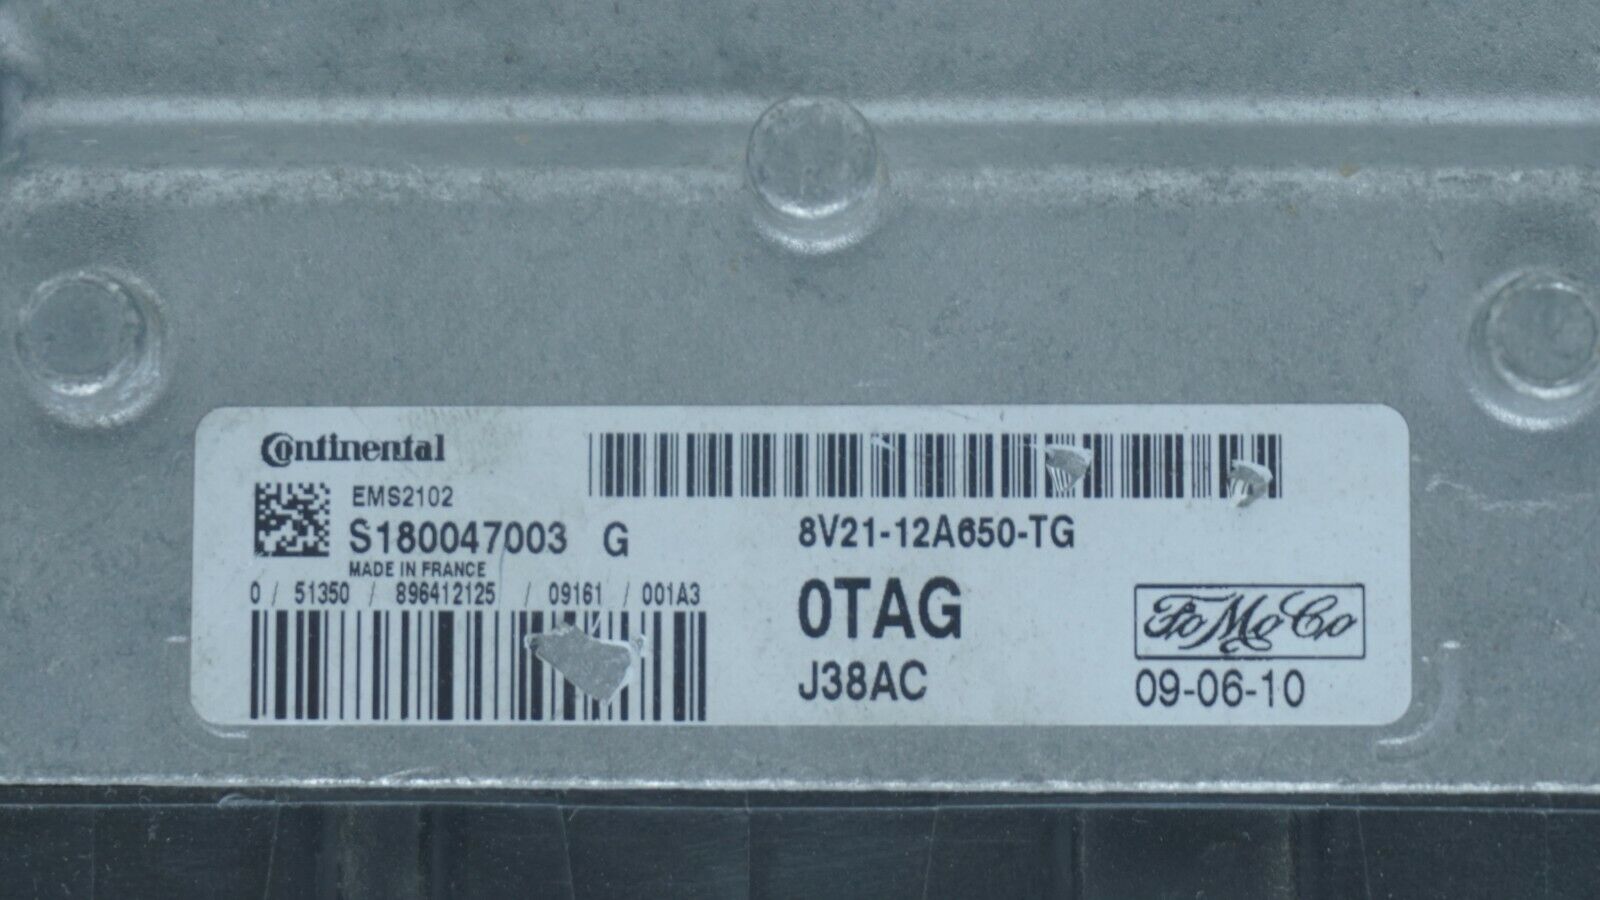 Continental
EMS2102
S180047003 G
MADE IN FRANCE
0 / 51350 / 896412125 / 09161 / 001A3
8V21-12A650-TG
0TAG
J38AC
FoMoCo
09-06-10